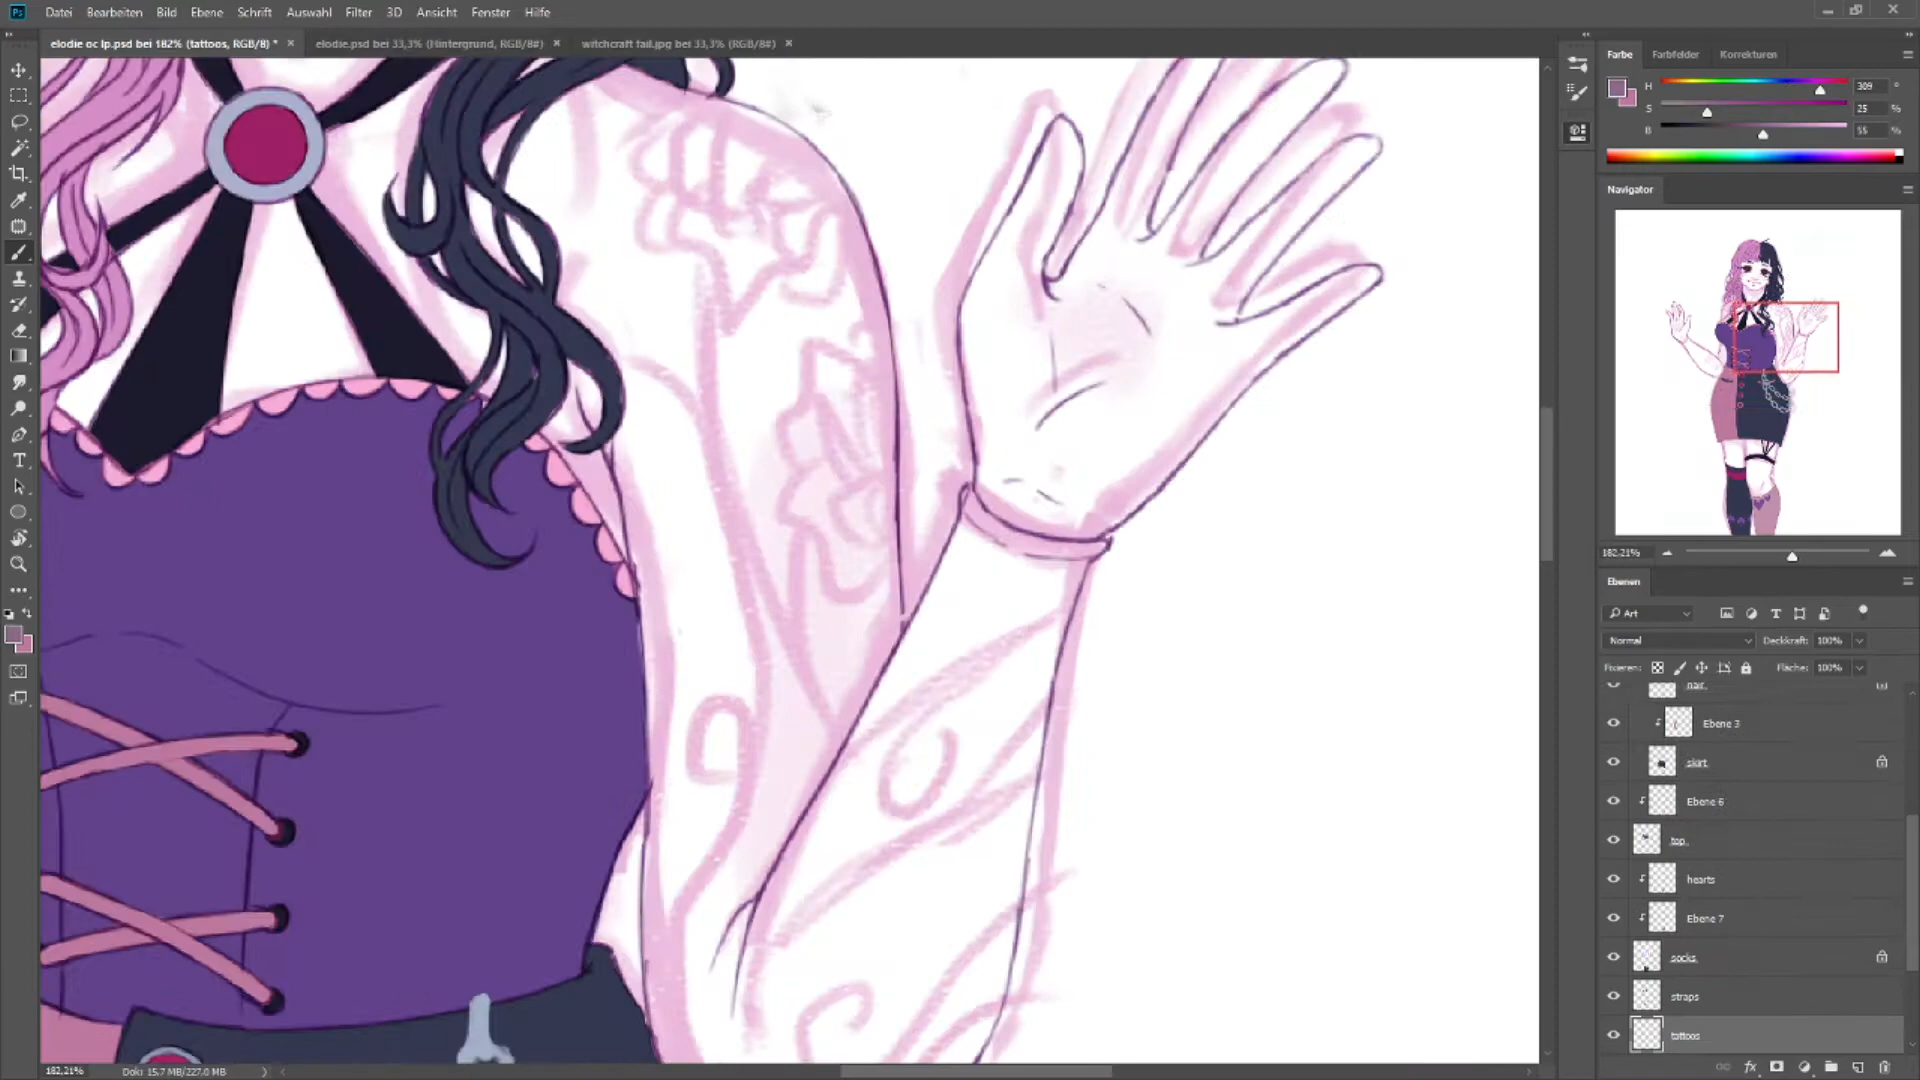 Ps Datei Bearbeiten Bild Ebene Schrift Auswahl Filter 3D Ansicht Fenster Hilfe
elodie oc lp.psd bei 182% (tattoos, RGB/8) * × elodie.psd bei 33,3% (Hintergrund, RGB/8#) × witchcraft fail.jpg bei 33,3% (RGB/8#) ×
Farbe Farbfelder Korrekturen
H 309 °
S 25 %
B 55 %
Navigator
182,21%
Ebenen
Art
Normal Deckkraft: 100%
Fixieren: Fläche: 100%
hair
Ebene 3
skirt
Ebene 6
top
hearts
Ebene 7
socks
straps
tattoos
182,21% Dok: 15,7 MB/227,0 MB